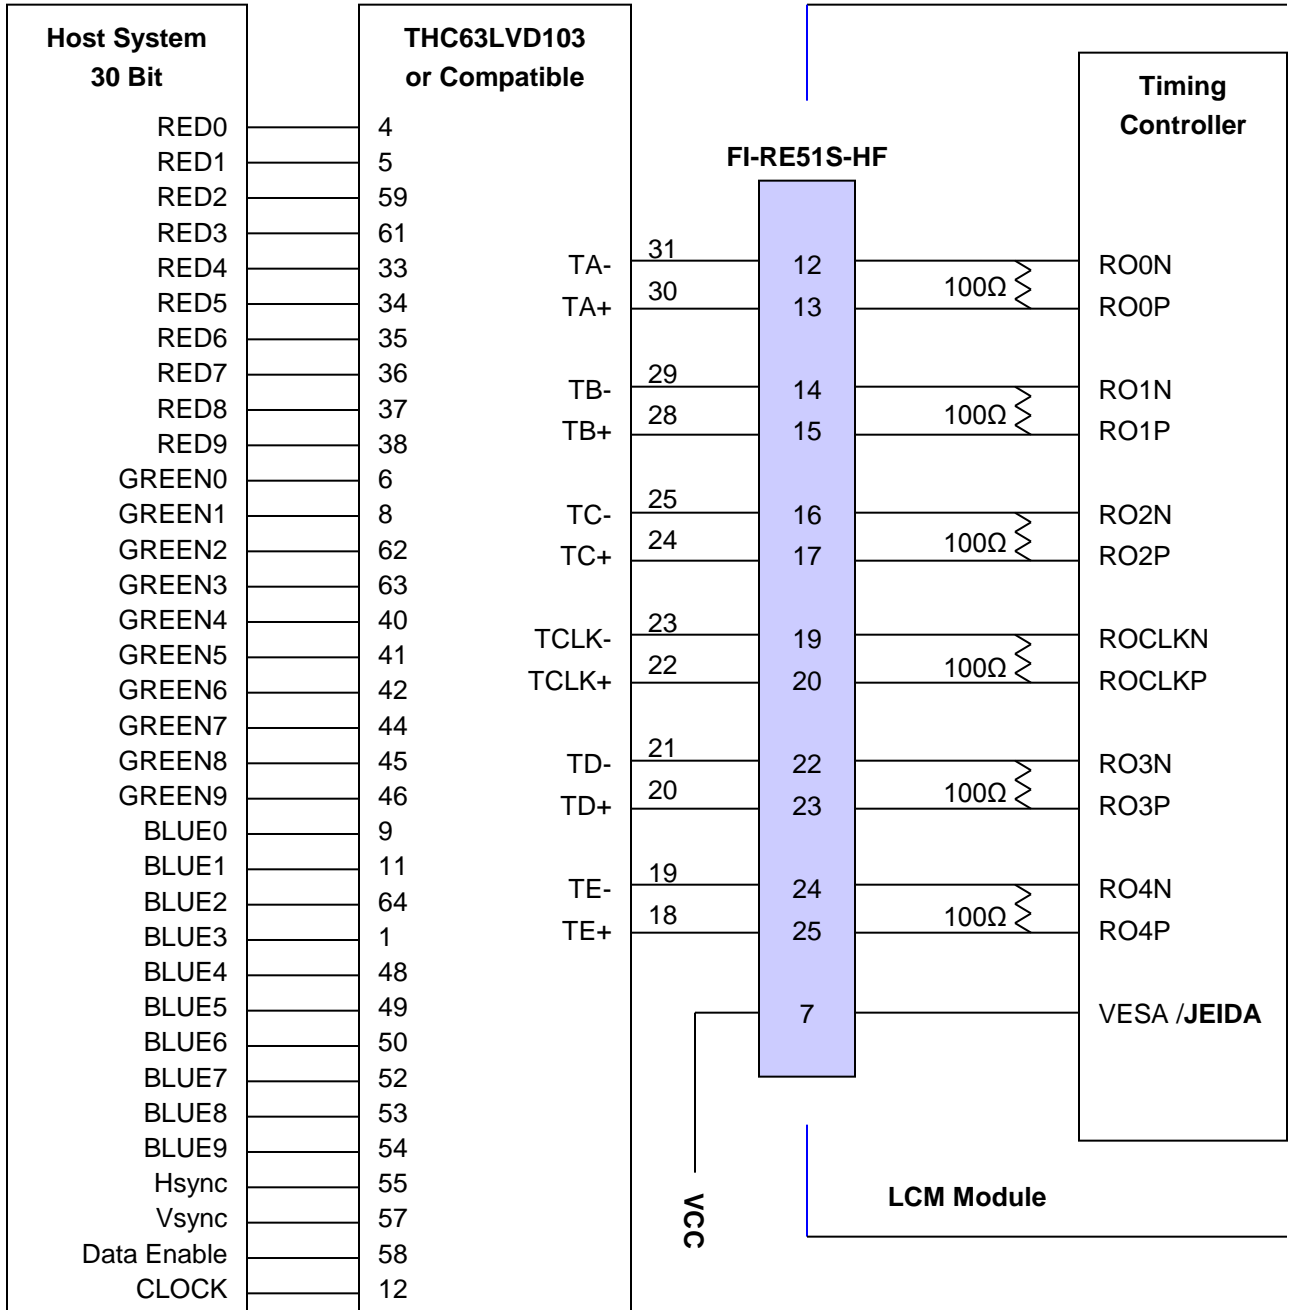 Host System
30 Bit
RED0
RED1
RED2
RED3
RED4
RED5
RED6
RED7
RED8
RED9
GREEN0
GREEN1
GREEN2
GREEN3
GREEN4
GREEN5
GREEN6
GREEN7
GREEN8
GREEN9
BLUE0
BLUE1
BLUE2
BLUE3
BLUE4
BLUE5
BLUE6
BLUE7
BLUE8
BLUE9
Hsync
Vsync
Data Enable
CLOCK
THC63LVD103
or Compatible
4
5
59
61
33
34
35
36
37
38
6
8
62
63
40
41
42
44
45
46
9
11
64
1
48
49
50
52
53
54
55
57
58
12
TA-
TA+
TB-
TB+
TC-
TC+
TCLK-
TCLK+
TD-
TD+
TE-
TE+
31
30
29
28
25
24
23
22
21
20
19
18
VCC
FI-RE51S-HF
12
13
14
15
16
17
19
20
22
23
24
25
7
100Ω
100Ω
100Ω
100Ω
100Ω
100Ω
Timing
Controller
RO0N
RO0P
RO1N
RO1P
RO2N
RO2P
ROCLKN
ROCLKP
RO3N
RO3P
RO4N
RO4P
VESA /JEIDA
LCM Module